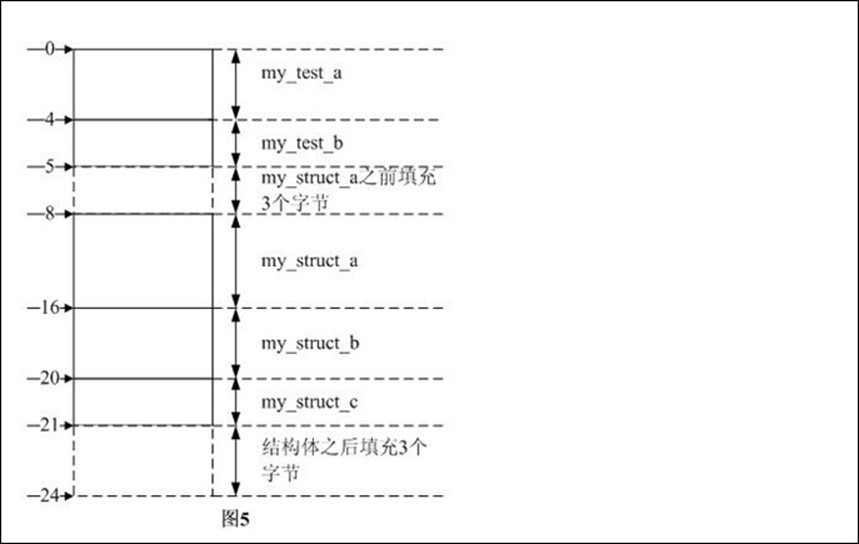 0
my_test_a
4
my_test_b
5
my_struct_a之前填充
3个字节
8
my_struct_a
16
my_struct_b
20
my_struct_c
21
结构体之后填充3个
字节
24
图5